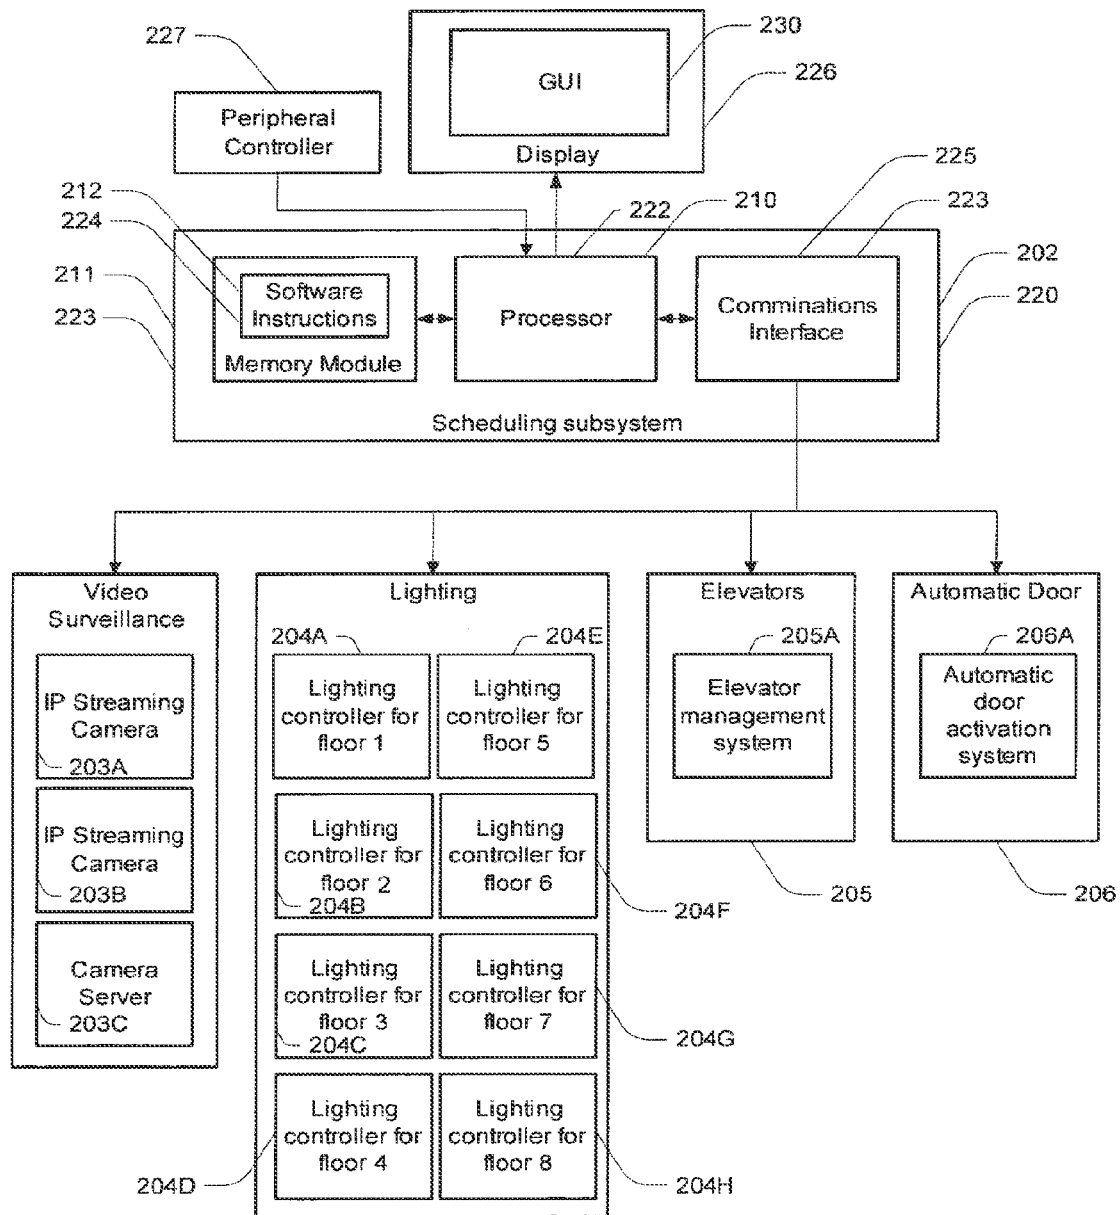 227
230
GUI
226
Peripheral
Controller
Display
225
212
222
210
223
224
202
211
Software
Instructions
Processor
Comminations
Interface
220
223
Memory Module
Scheduling subsystem
Video
Surveillance
Lighting
Elevators
Automatic Door
204A
204E
205A
206A
IP Streaming
Camera
203A
Lighting
controller for
floor 1
Lighting
controller for
floor 5
Elevator
management
system
Automatic
door
activation
system
IP Streaming
Camera
203B
Lighting
controller for
floor 2
204B
Lighting
controller for
floor 6
205
206
204F
Camera
Server
203C
Lighting
controller for
floor 3
204C
Lighting
controller for
floor 7
204G
Lighting
controller for
floor 4
Lighting
controller for
floor 8
204D
204H